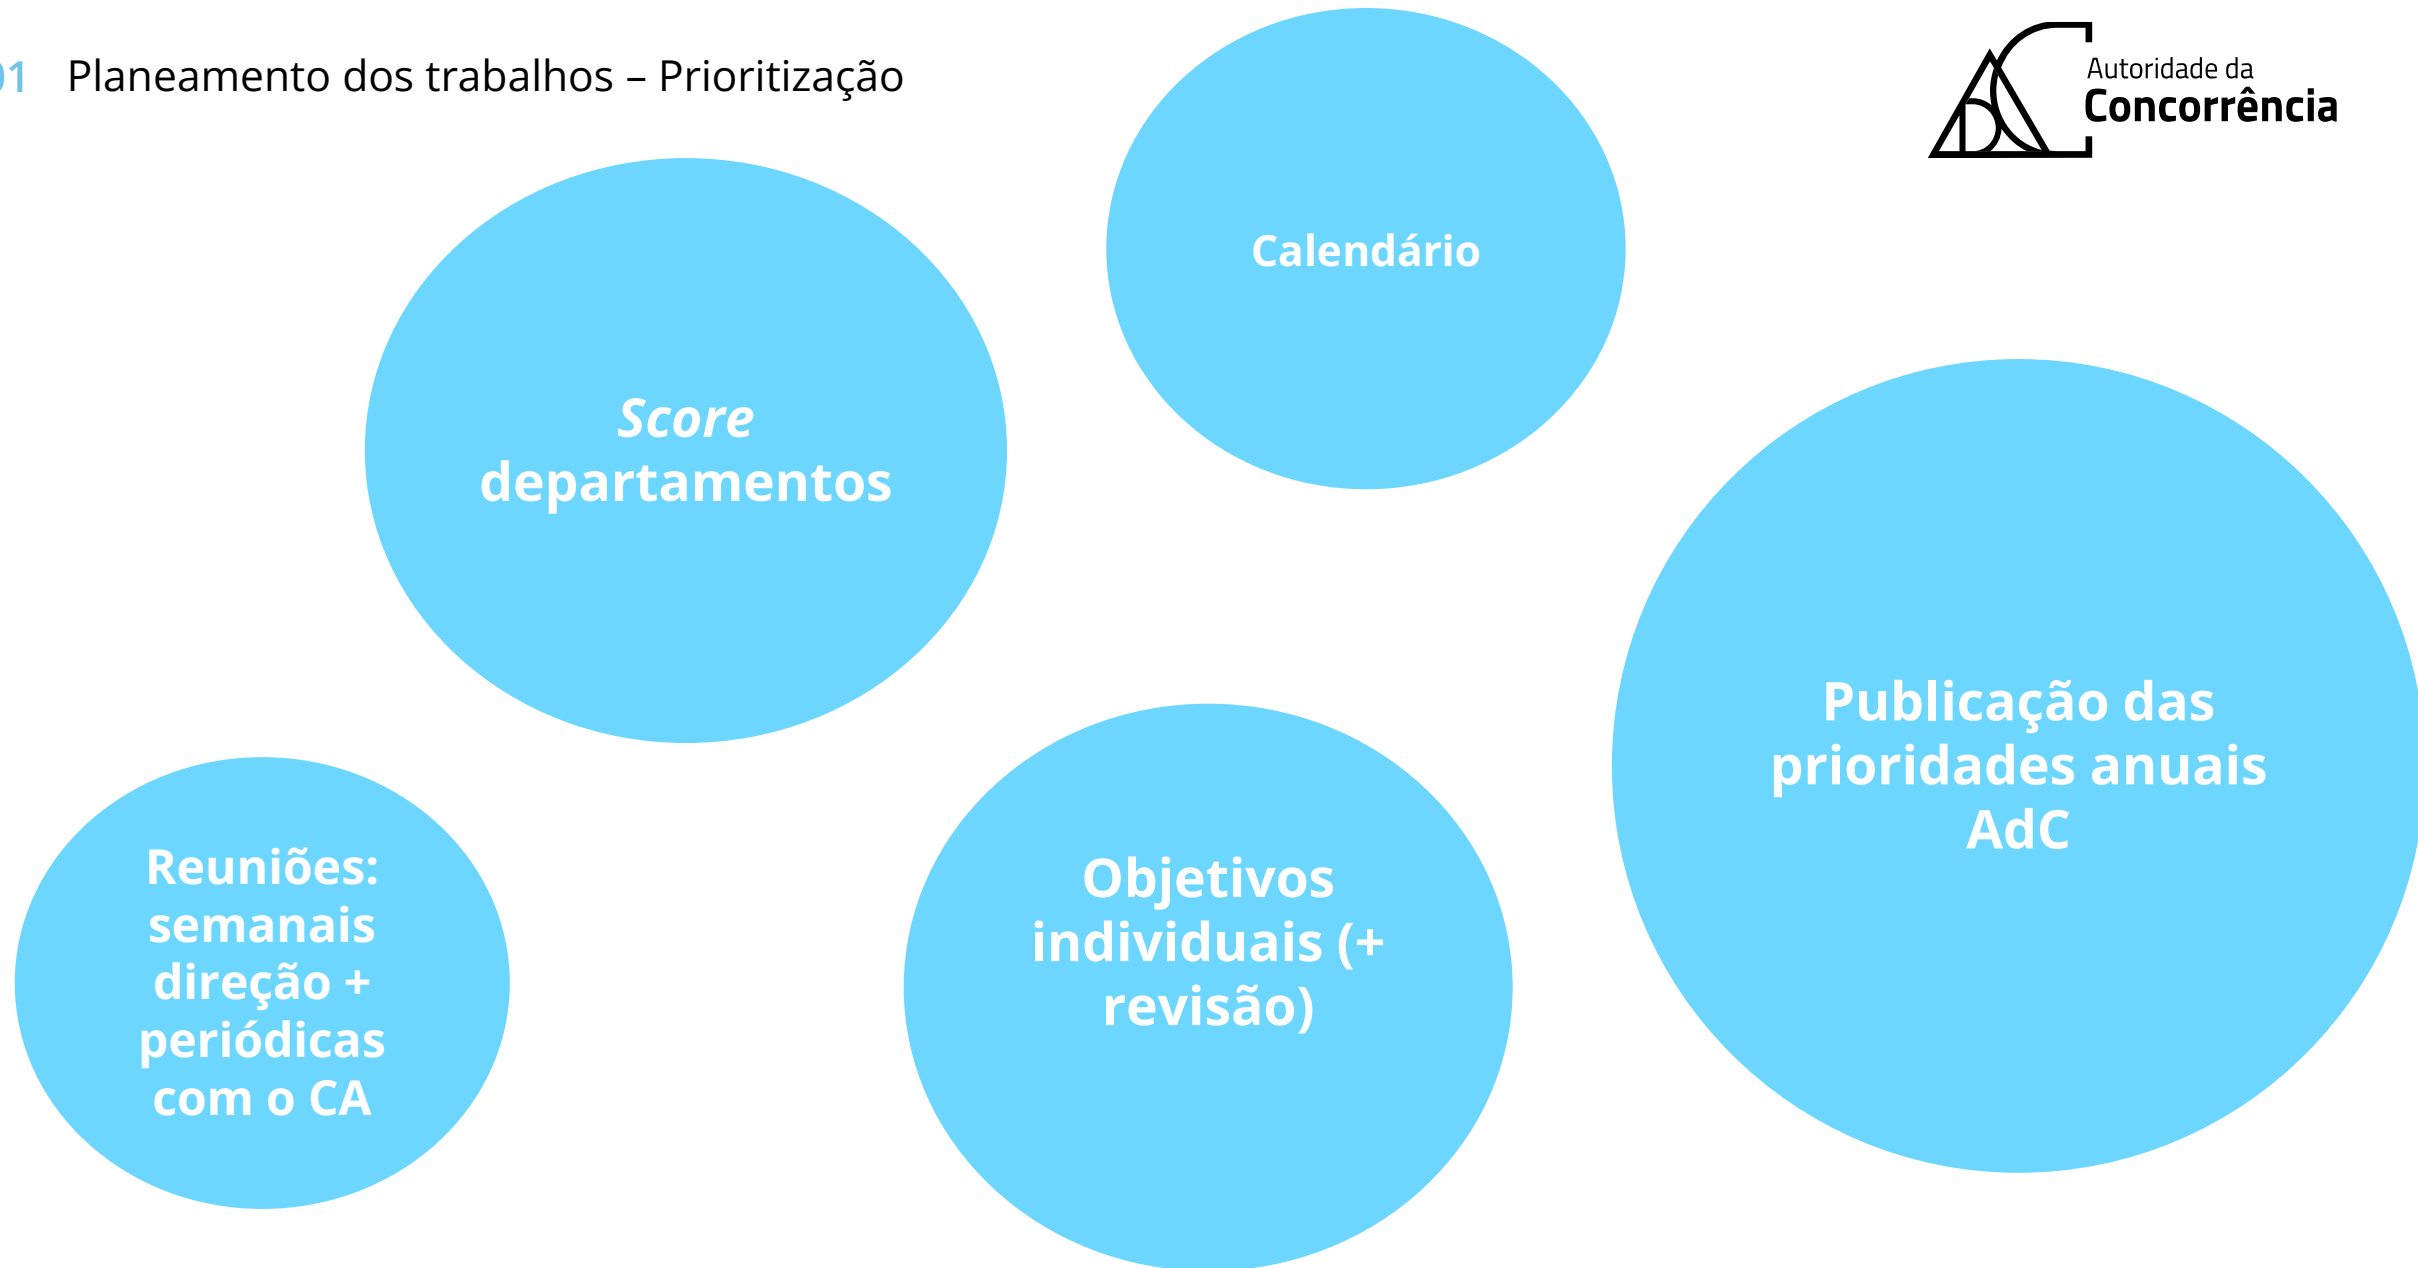 01 Planeamento dos trabalhos – Prioritização
Autoridade da
Concorrência
Calendário
Score
departamentos
Publicação das
prioridades anuais
AdC
Reuniões:
semanais
direção +
periódicas
com o CA
Objetivos
individuais (+
revisão)